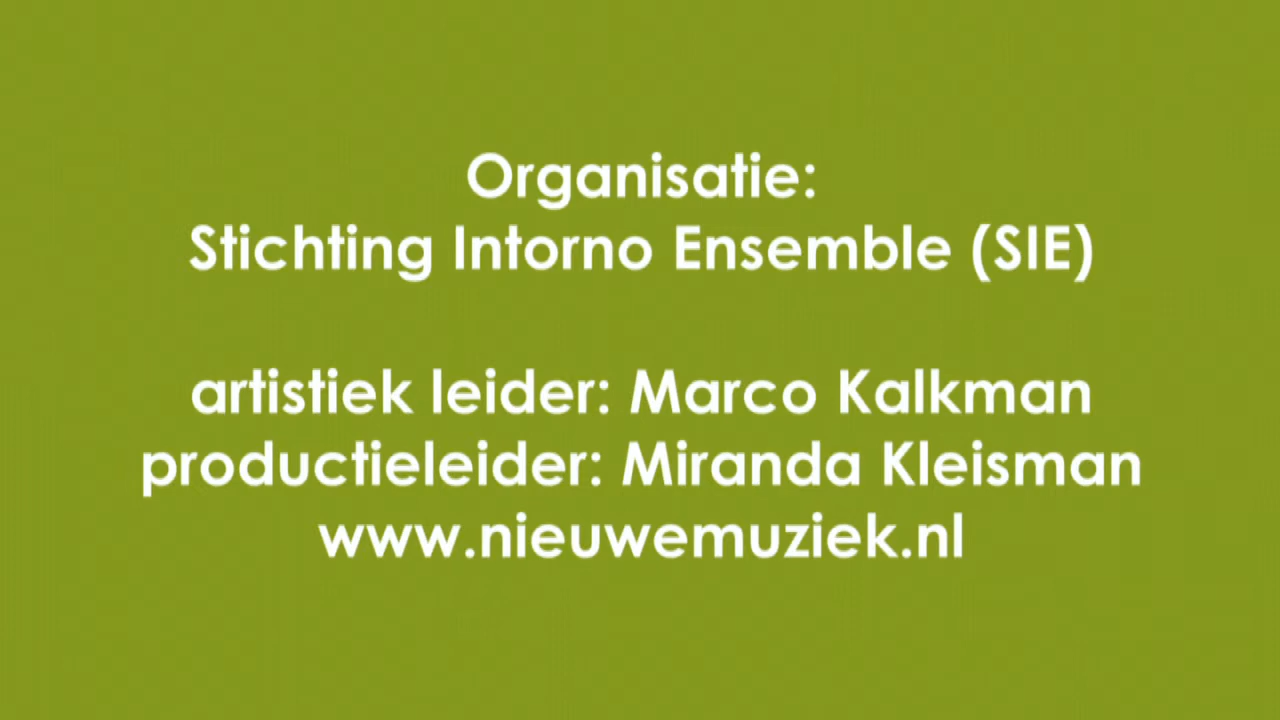 Organisatie:
Stichting Intorno Ensemble (SIE)
artistiek leider: Marco Kalkman
productieleider: Miranda Kleisman
www.nieuwemuziek.nl